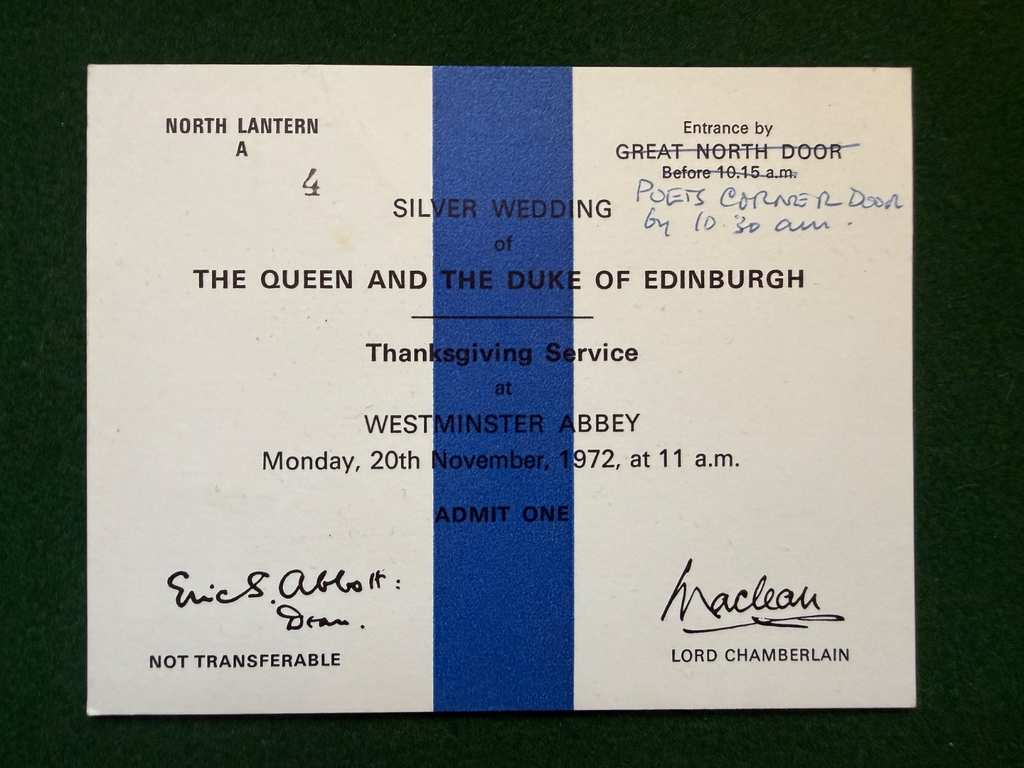 NORTH LANTERN
A
4
Entrance by
GREAT NORTH DOOR
Before 10.15 a.m.
POETS CORNER DOOR
by 10.30 am.
SILVER WEDDING
of
THE QUEEN AND THE DUKE OF EDINBURGH
Thanksgiving Service
at
WESTMINSTER ABBEY
Monday, 20th November, 1972, at 11 a.m.
ADMIT ONE
Eric S. Abbott:
Dean.
NOT TRANSFERABLE
Maclean
LORD CHAMBERLAIN